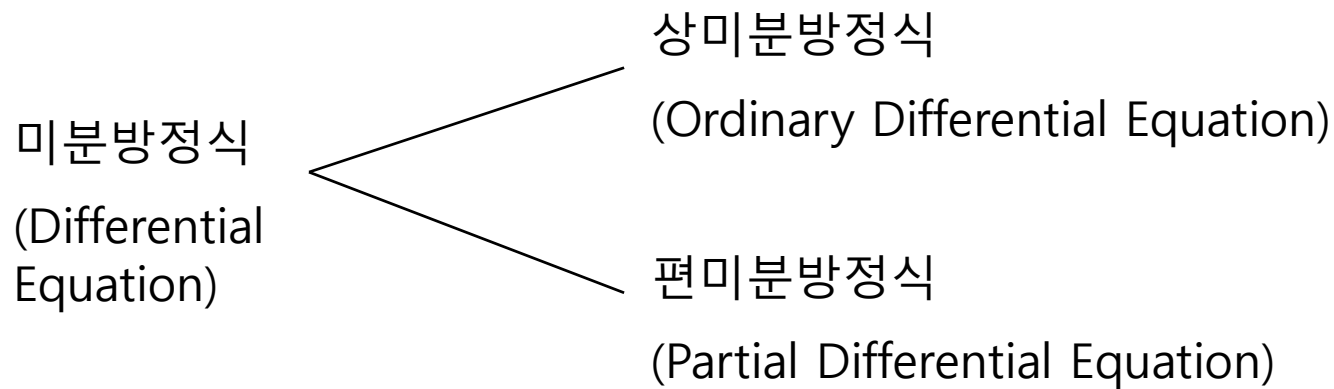 미분방정식
(Differential
Equation)
상미분방정식
(Ordinary Differential Equation)
편미분방정식
(Partial Differential Equation)